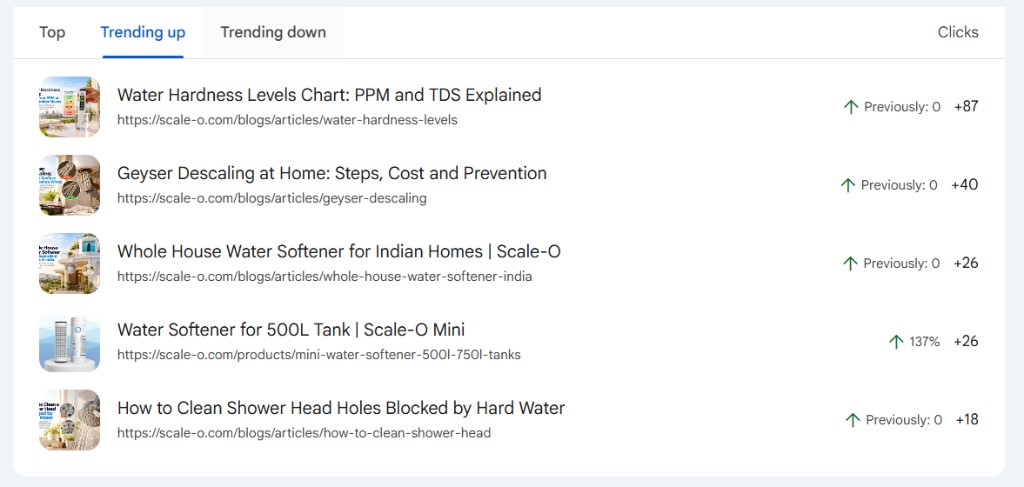 Top
Trending up
Trending down
Clicks
Water Hardness Levels Chart: PPM and TDS Explained
https://scale-o.com/blogs/articles/water-hardness-levels
Previously: 0 +87
Geyser Descaling at Home: Steps, Cost and Prevention
https://scale-o.com/blogs/articles/geyser-descaling
Previously: 0 +40
Whole House Water Softener for Indian Homes | Scale-O
https://scale-o.com/blogs/articles/whole-house-water-softener-india
Previously: 0 +26
Water Softener for 500L Tank | Scale-O Mini
https://scale-o.com/products/mini-water-softener-500l-750l-tanks
137% +26
How to Clean Shower Head Holes Blocked by Hard Water
https://scale-o.com/blogs/articles/how-to-clean-shower-head
Previously: 0 +18